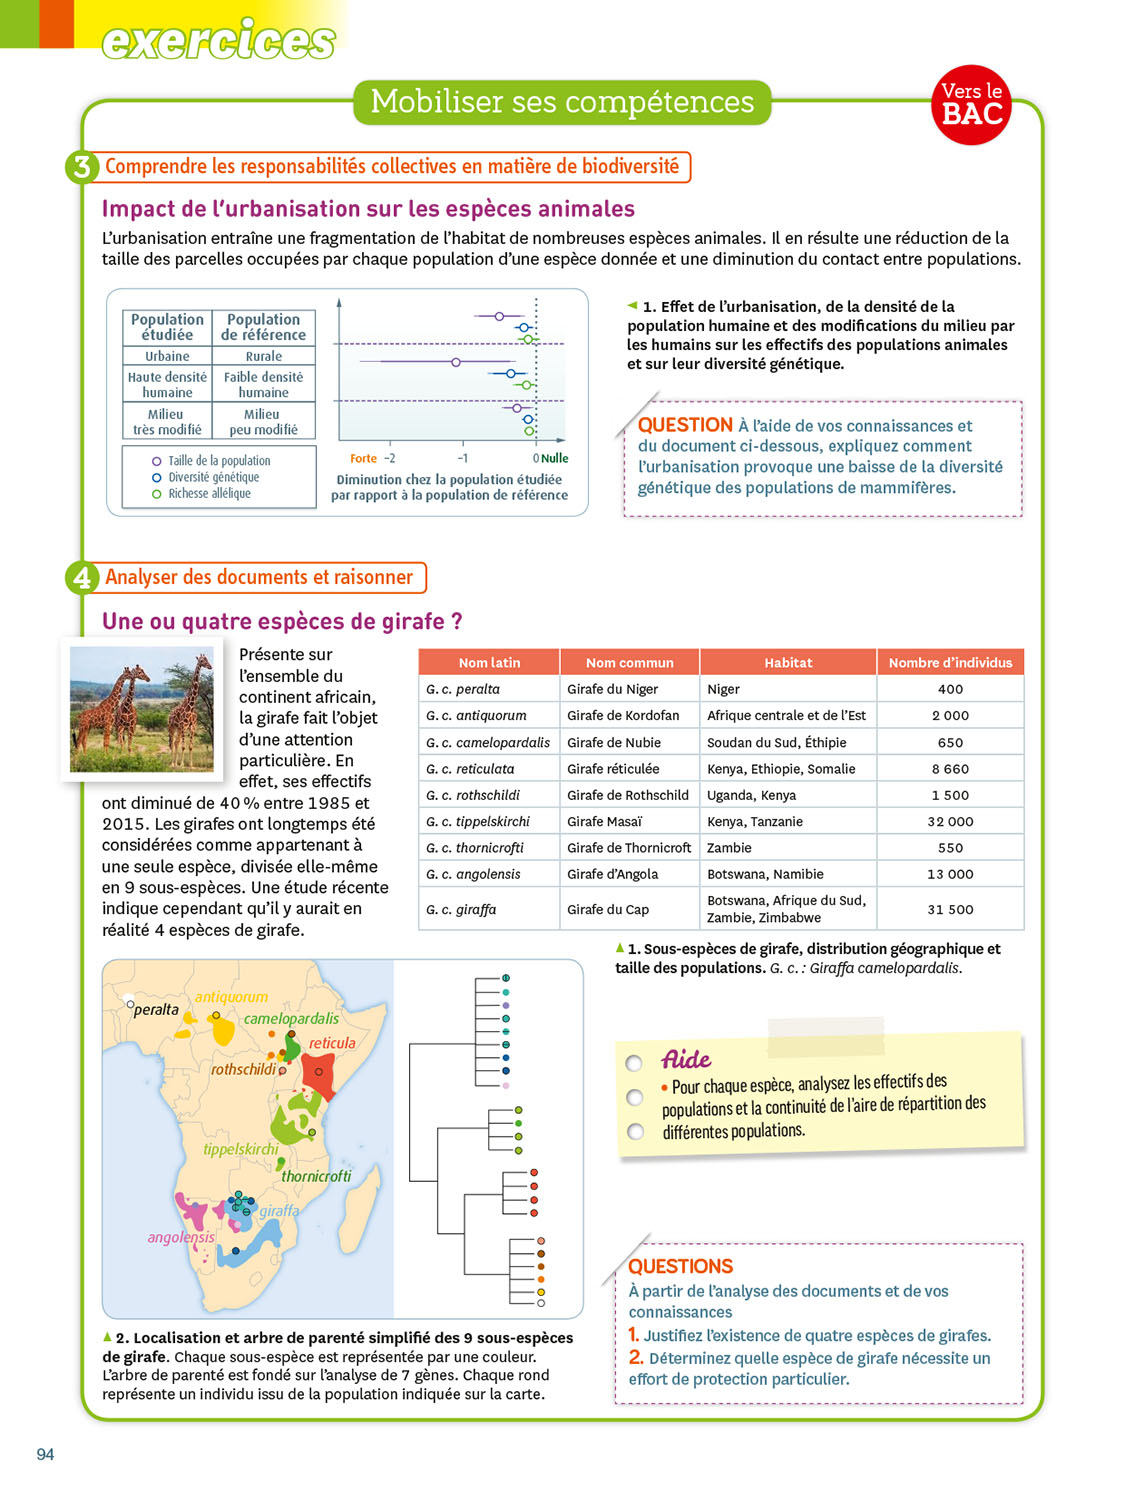 exercices
Mobiliser ses compétences
Vers le
BAC
3 Comprendre les responsabilités collectives en matière de biodiversité
Impact de l'urbanisation sur les espèces animales
L'urbanisation entraîne une fragmentation de l'habitat de nombreuses espèces animales. Il en résulte une réduction de la
taille des parcelles occupées par chaque population d'une espèce donnée et une diminution du contact entre populations.
Population étudiée Population de référence
Urbaine Rurale
Haute densité humaine Faible densité humaine
Milieu très modifié Milieu peu modifié
Taille de la population
Diversité génétique
Richesse allélique
Forte –2 –1 0 Nulle
Diminution chez la population étudiée
par rapport à la population de référence
1. Effet de l'urbanisation, de la densité de la
population humaine et des modifications du milieu par
les humains sur les effectifs des populations animales
et sur leur diversité génétique.
QUESTION À l'aide de vos connaissances et
du document ci-dessous, expliquez comment
l'urbanisation provoque une baisse de la diversité
génétique des populations de mammifères.
4 Analyser des documents et raisonner
Une ou quatre espèces de girafe ?
Présente sur
l'ensemble du
continent africain,
la girafe fait l'objet
d'une attention
particulière. En
effet, ses effectifs
ont diminué de 40 % entre 1985 et
2015. Les girafes ont longtemps été
considérées comme appartenant à
une seule espèce, divisée elle-même
en 9 sous-espèces. Une étude récente
indique cependant qu'il y aurait en
réalité 4 espèces de girafe.
Nom latin Nom commun Habitat Nombre d'individus
G. c. peralta Girafe du Niger Niger 400
G. c. antiquorum Girafe de Kordofan Afrique centrale et de l'Est 2 000
G. c. camelopardalis Girafe de Nubie Soudan du Sud, Éthipie 650
G. c. reticulata Girafe réticulée Kenya, Ethiopie, Somalie 8 660
G. c. rothschildi Girafe de Rothschild Uganda, Kenya 1 500
G. c. tippelskirchi Girafe Masaï Kenya, Tanzanie 32 000
G. c. thornicrofti Girafe de Thornicroft Zambie 550
G. c. angolensis Girafe d'Angola Botswana, Namibie 13 000
G. c. giraffa Girafe du Cap Botswana, Afrique du Sud, Zambie, Zimbabwe 31 500
1. Sous-espèces de girafe, distribution géographique et
taille des populations. G. c. : Giraffa camelopardalis.
antiquorum
peralta
camelopardalis
reticula
rothschildi
tippelskirchi
thornicrofti
giraffa
angolensis
2. Localisation et arbre de parenté simplifié des 9 sous-espèces
de girafe. Chaque sous-espèce est représentée par une couleur.
L'arbre de parenté est fondé sur l'analyse de 7 gènes. Chaque rond
représente un individu issu de la population indiquée sur la carte.
Aide
• Pour chaque espèce, analysez les effectifs des
populations et la continuité de l'aire de répartition des
différentes populations.
QUESTIONS
À partir de l'analyse des documents et de vos
connaissances
1. Justifiez l'existence de quatre espèces de girafes.
2. Déterminez quelle espèce de girafe nécessite un
effort de protection particulier.
94